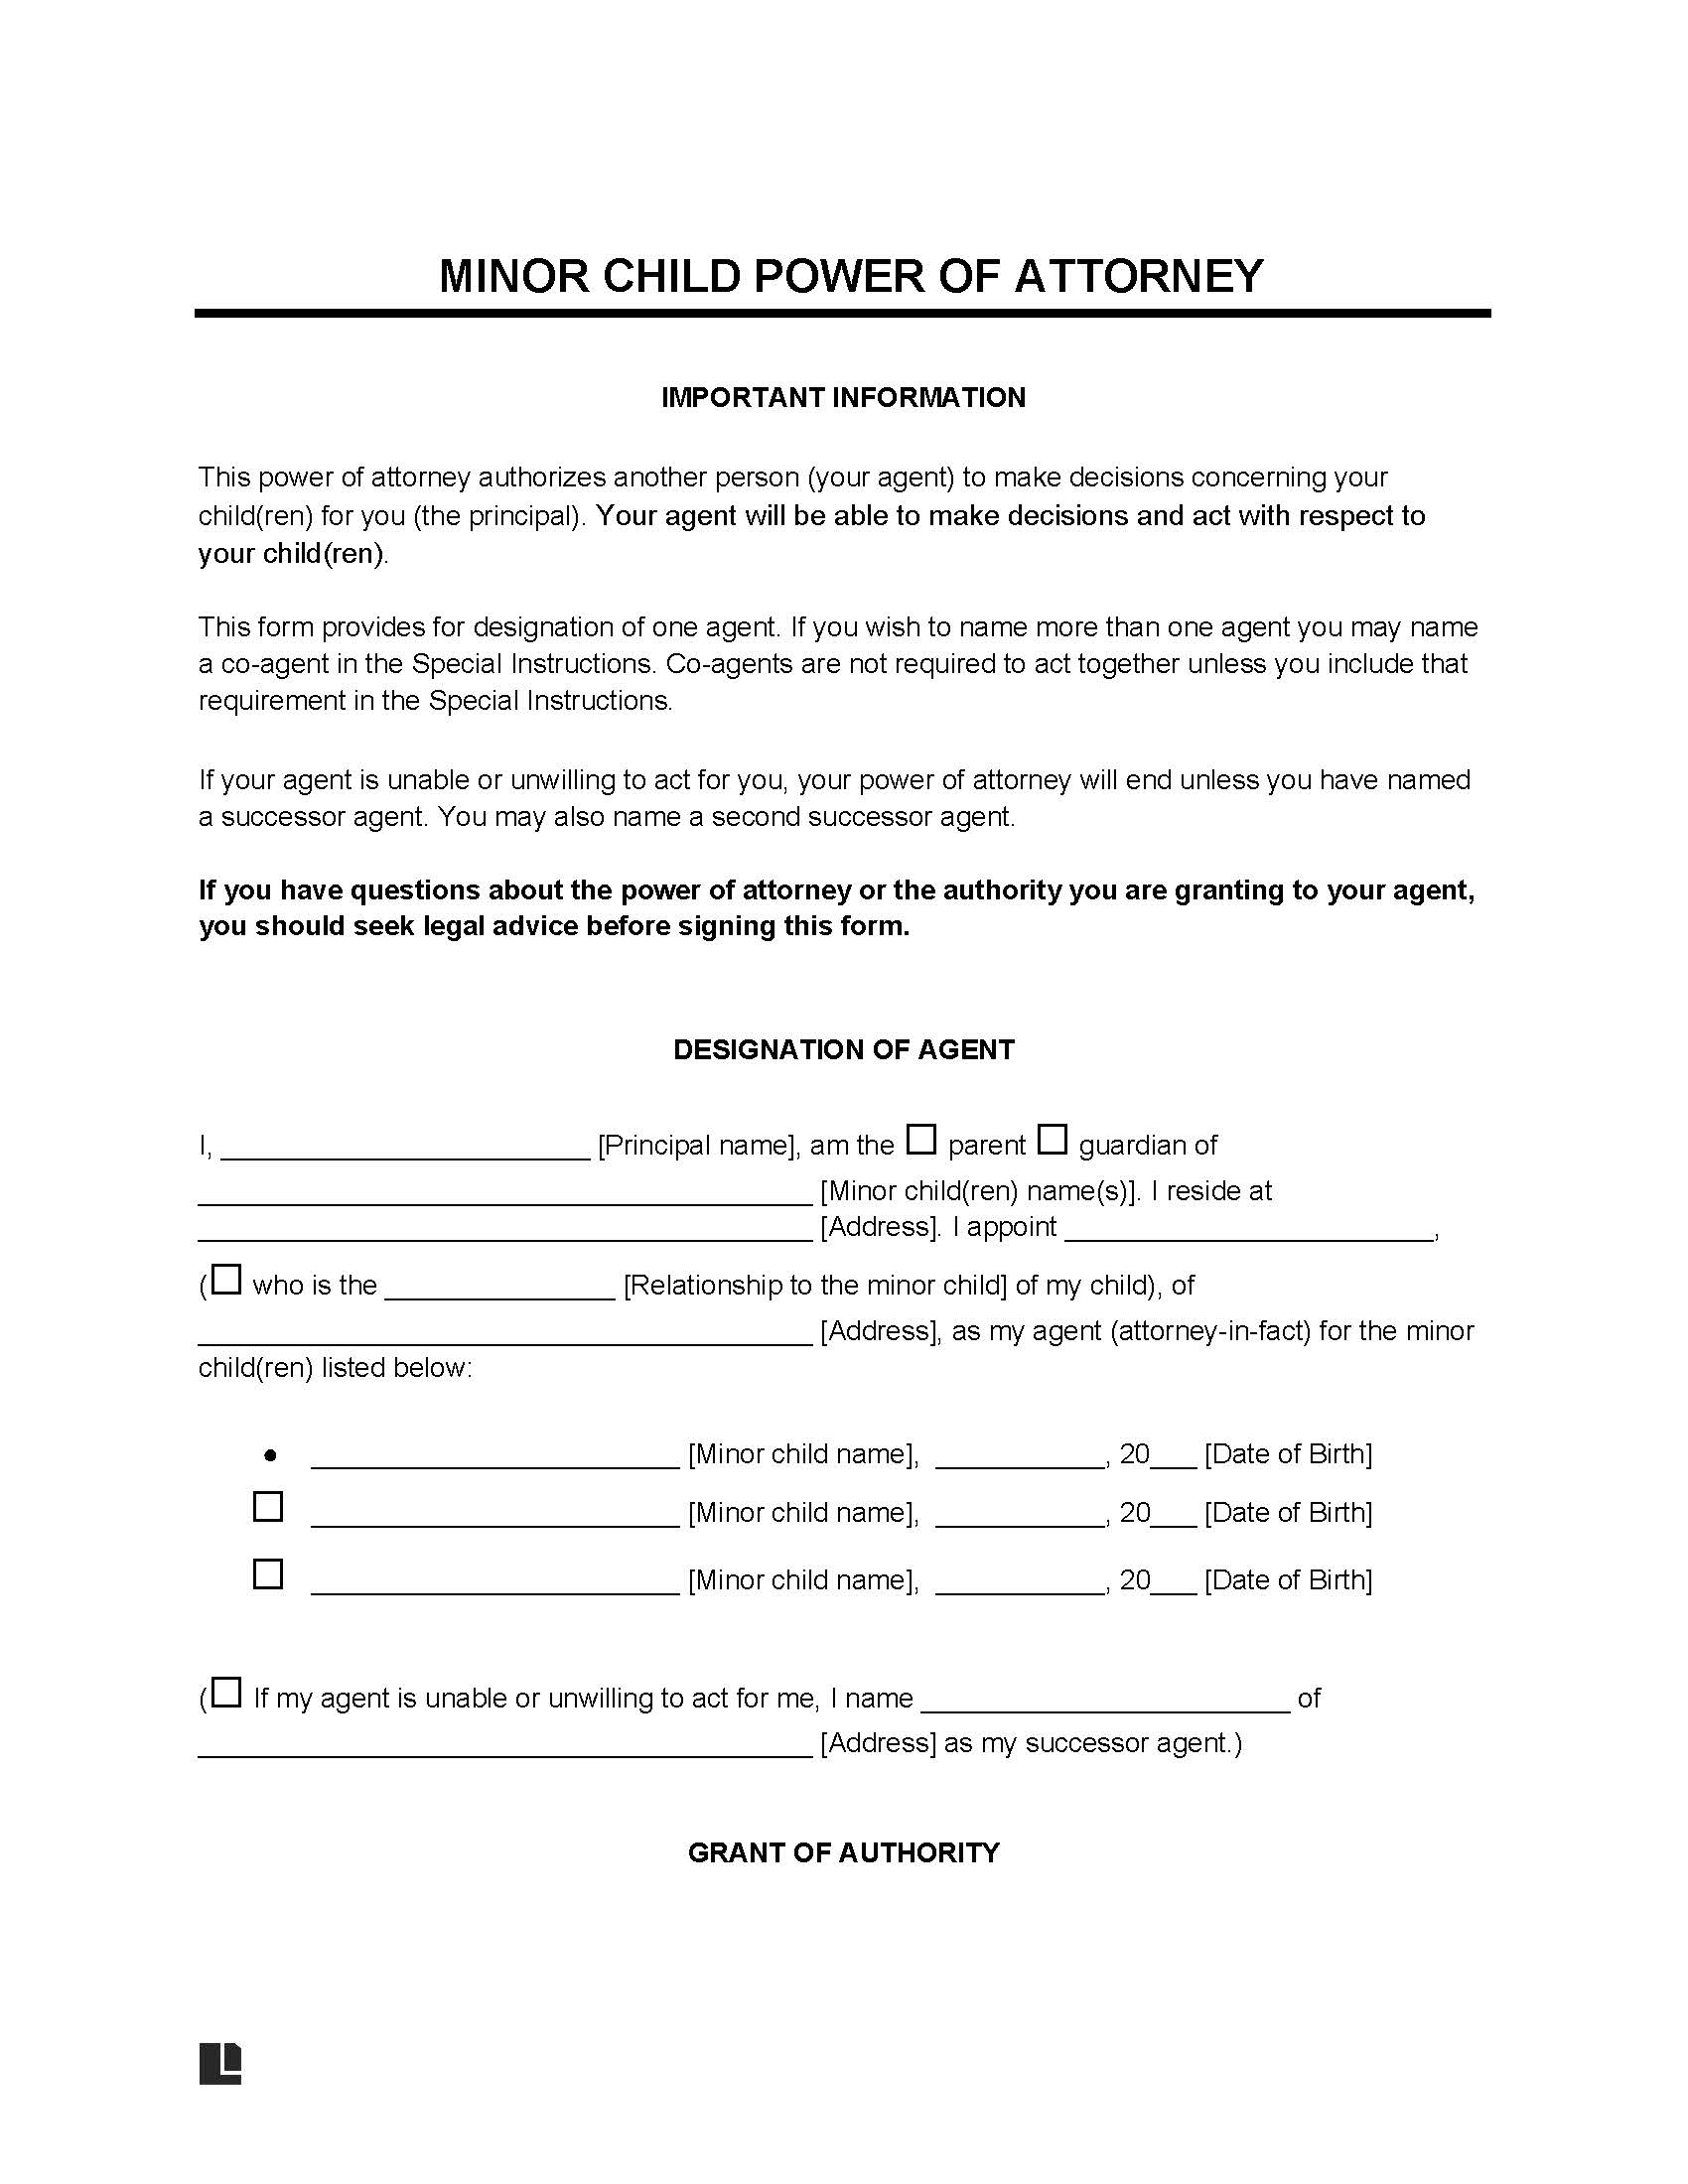 MINOR CHILD POWER OF ATTORNEY
IMPORTANT INFORMATION
This power of attorney authorizes another person (your agent) to make decisions concerning your
child(ren) for you (the principal). Your agent will be able to make decisions and act with respect to
your child(ren).
This form provides for designation of one agent. If you wish to name more than one agent you may name
a co-agent in the Special Instructions. Co-agents are not required to act together unless you include that
requirement in the Special Instructions.
If your agent is unable or unwilling to act for you, your power of attorney will end unless you have named
a successor agent. You may also name a second successor agent.
If you have questions about the power of attorney or the authority you are granting to your agent,
you should seek legal advice before signing this form.
DESIGNATION OF AGENT
I, ________________________ [Principal name], am the ☐ parent ☐ guardian of
________________________________________ [Minor child(ren) name(s)]. I reside at
________________________________________ [Address]. I appoint ________________________,
(☐ who is the _______________ [Relationship to the minor child] of my child), of
________________________________________ [Address], as my agent (attorney-in-fact) for the minor
child(ren) listed below:
• ________________________ [Minor child name], ___________, 20___ [Date of Birth]
☐ ________________________ [Minor child name], ___________, 20___ [Date of Birth]
☐ ________________________ [Minor child name], ___________, 20___ [Date of Birth]
(☐ If my agent is unable or unwilling to act for me, I name ________________________ of
________________________________________ [Address] as my successor agent.)
GRANT OF AUTHORITY